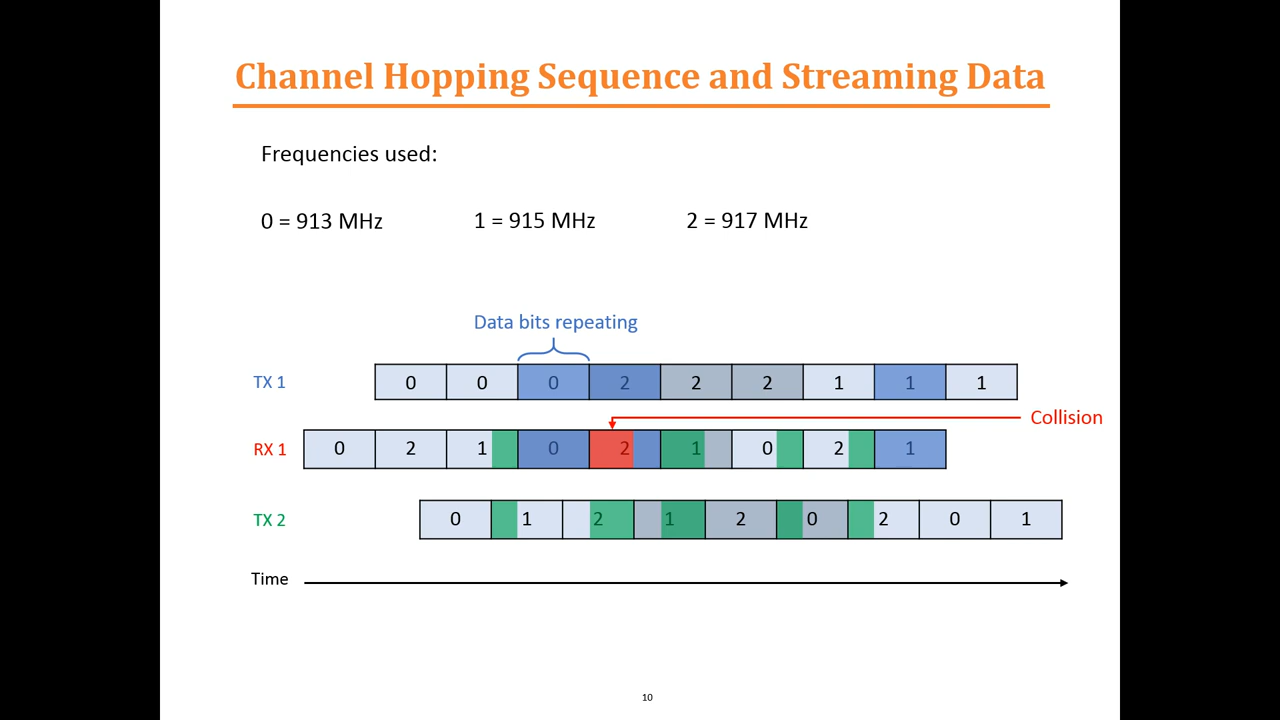 Channel Hopping Sequence and Streaming Data
Frequencies used:
0 = 913 MHz 1 = 915 MHz 2 = 917 MHz
Data bits repeating
TX 1 0 0 0 2 2 2 1 1 1
Collision
RX 1 0 2 1 0 2 1 0 2 1
TX 2 0 1 2 1 2 0 2 0 1
Time
10